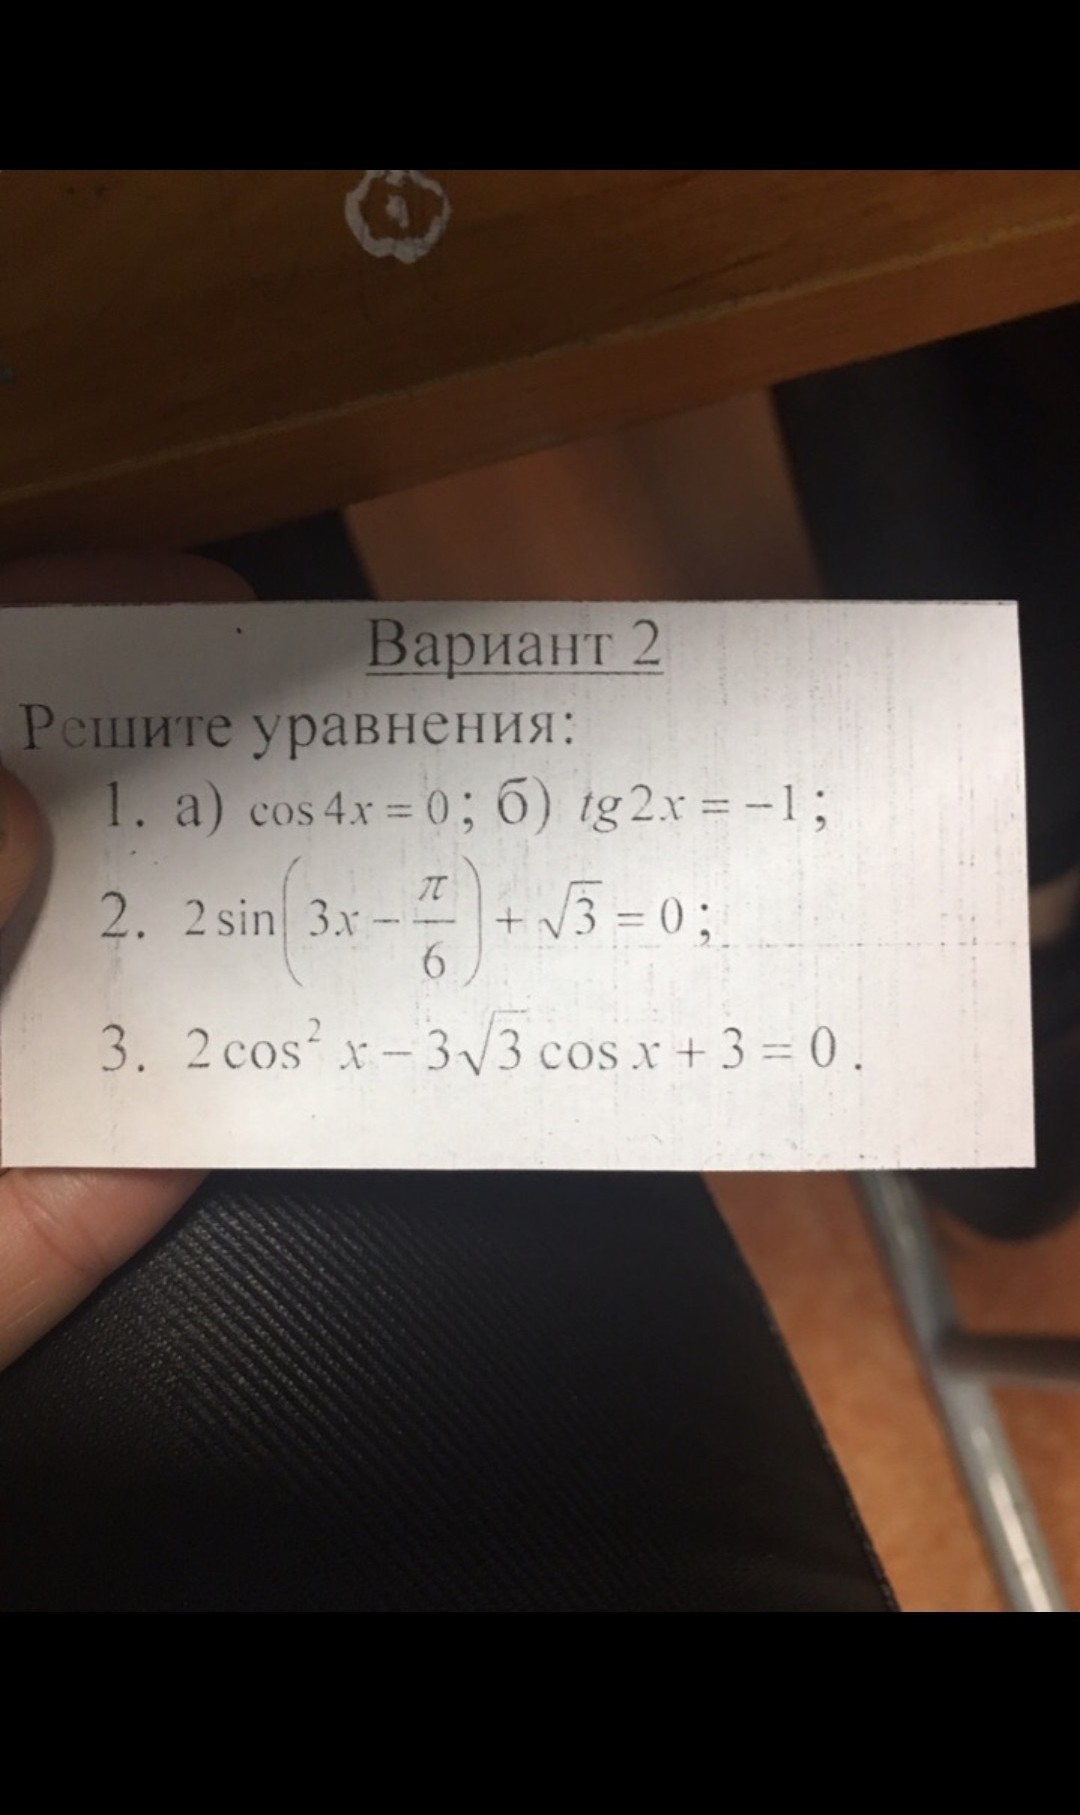 Вариант 2
Решите уравнения:
1. а) cos 4x = 0; б) tg 2x = −1;
2. 2 sin(3x − π/6) + √3 = 0;
3. 2 cos² x − 3√3 cos x + 3 = 0.